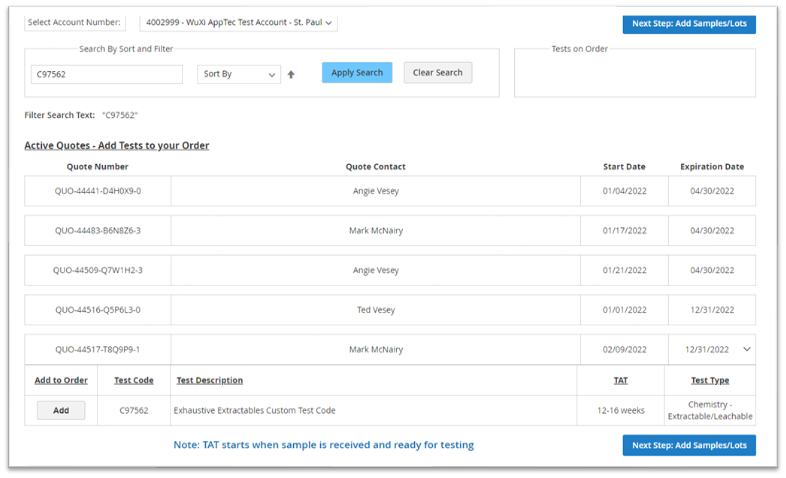 Select Account Number: 4002999 - WuXi AppTec Test Account - St. Paul Next Step: Add Samples/Lots
Search By Sort and Filter Tests on Order
C97562 Sort By Apply Search Clear Search
Filter Search Text: "C97562"
Active Quotes - Add Tests to your Order
Quote Number Quote Contact Start Date Expiration Date
QUO-44441-D4H0X9-0 Angie Vesey 01/04/2022 04/30/2022
QUO-44483-B6N8Z6-3 Mark McNairy 01/17/2022 04/30/2022
QUO-44509-Q7W1H2-3 Angie Vesey 01/21/2022 04/30/2022
QUO-44516-Q5P6L3-0 Ted Vesey 01/01/2022 12/31/2022
QUO-44517-T8Q9P9-1 Mark McNairy 02/09/2022 12/31/2022
Add to Order Test Code Test Description TAT Test Type
Add C97562 Exhaustive Extractables Custom Test Code 12-16 weeks Chemistry -
Extractable/Leachable
Note: TAT starts when sample is received and ready for testing Next Step: Add Samples/Lots